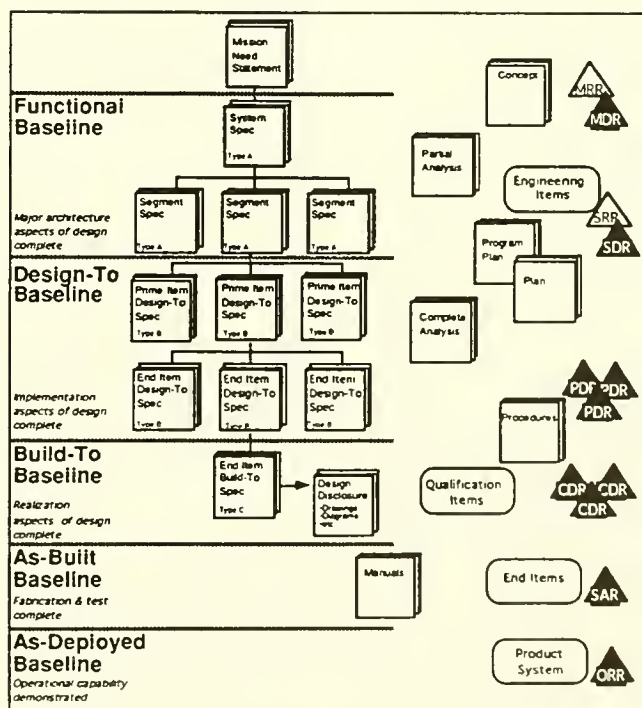 Mission
Need
Statement
Concept
MRR
MDR
Functional
Baseline
System
Spec
Type A
Partial
Analysis
Engineering
Items
Segment
Spec
Type A
Segment
Spec
Type A
Segment
Spec
Type A
SRR
SDR
Major architecture
aspects of design
complete
Program
Plan
Plan
Design-To
Baseline
Prime Item
Design-To
Spec
Type B
Prime Item
Design-To
Spec
Type B
Prime Item
Design-To
Spec
Type B
Complete
Analysis
End Item
Design-To
Spec
Type B
End Item
Design-To
Spec
Type B
End Item
Design-To
Spec
Type B
Implementation
aspects of design
complete
PDR
PDR
PDR
Procedures
Build-To
Baseline
End Item
Build-To
Spec
Type C
Design
Disclosure
-Drawings
-Diagrams
-etc
Qualification
Items
CDR
CDR
CDR
Realization
aspects of design
complete
As-Built
Baseline
Fabrication & test
complete
Manuals
End Items
SAR
As-Deployed
Baseline
Operational capability
demonstrated
Product
System
ORR